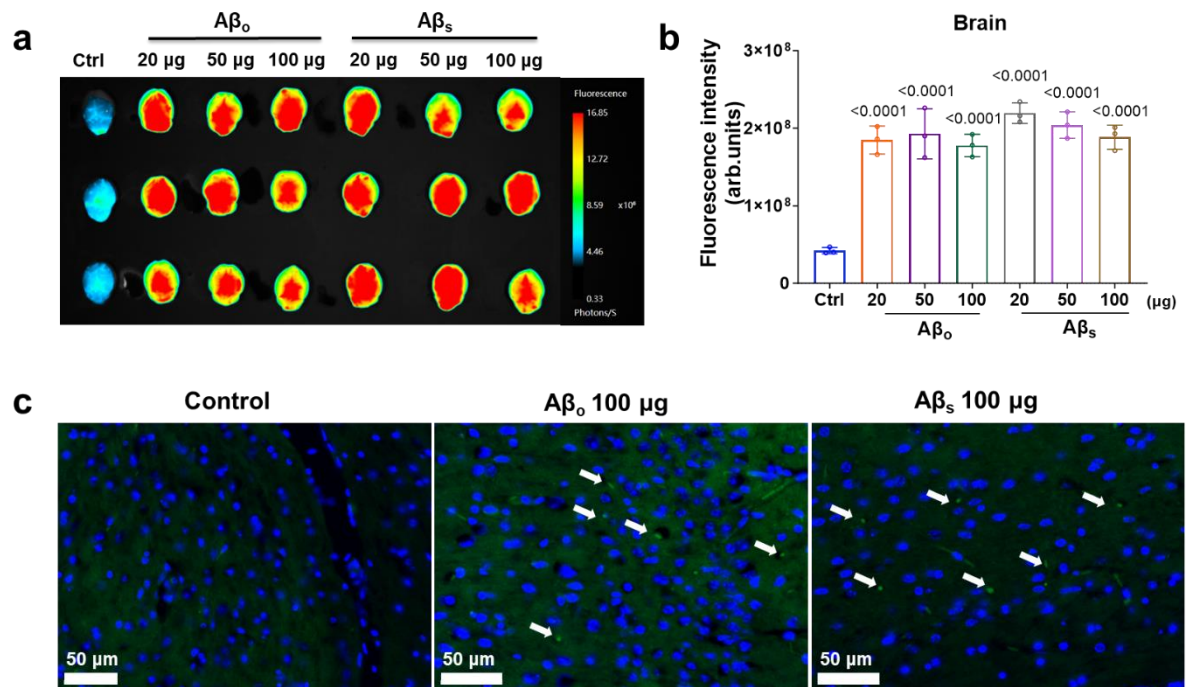 a
Aβo
Aβs
Ctrl 20 µg 50 µg 100 µg 20 µg 50 µg 100 µg
Fluorescence
16.85
12.72
8.59 x10⁶
4.46
0.33
Photons/S
b
Brain
Fluorescence intensity
(arb.units)
3×10⁸
2×10⁸
1×10⁸
0
<0.0001
<0.0001
<0.0001
<0.0001
<0.0001
<0.0001
Ctrl 20 50 100 20 50 100 (µg)
Aβo
Aβs
c
Control
Aβo 100 µg
Aβs 100 µg
50 µm
50 µm
50 µm